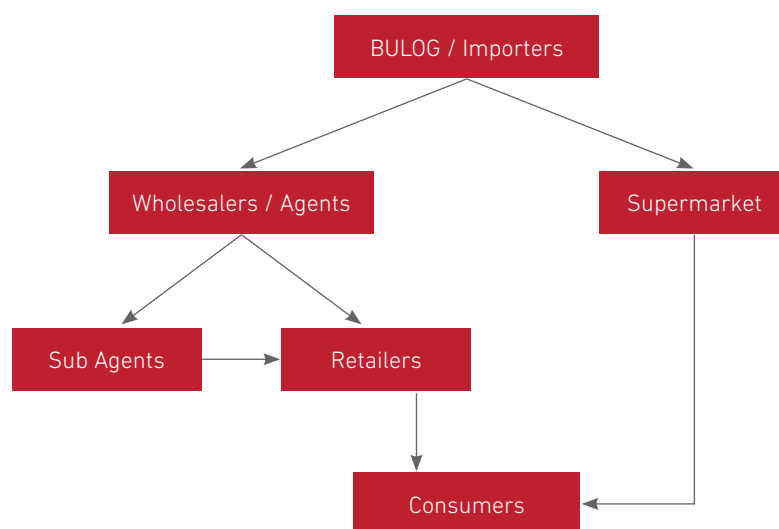 BULOG / Importers
Wholesalers / Agents
Supermarket
Sub Agents
Retailers
Consumers